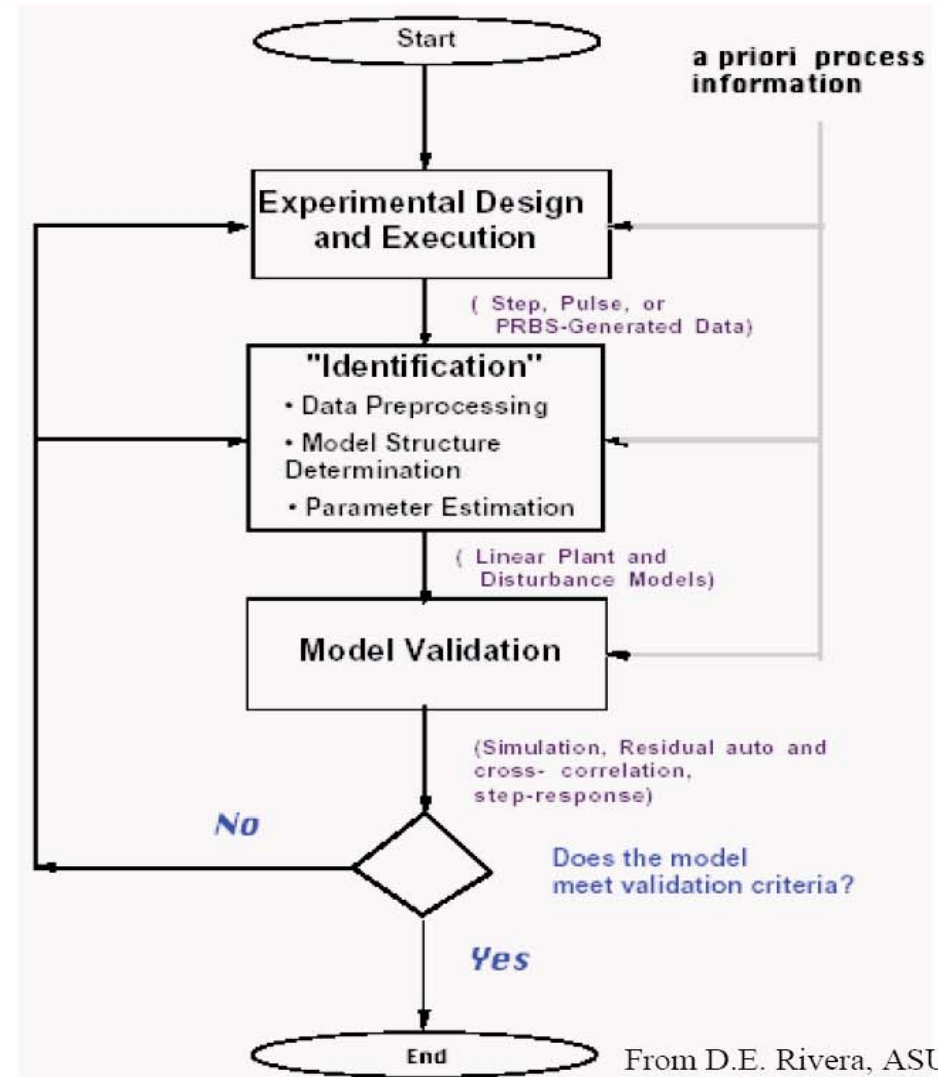 Start
a priori process
information
Experimental Design
and Execution
( Step, Pulse, or
PRBS-Generated Data)
"Identification"
• Data Preprocessing
• Model Structure
Determination
• Parameter Estimation
( Linear Plant and
Disturbance Models)
Model Validation
(Simulation, Residual auto and
cross- correlation,
step-response)
No
Does the model
meet validation criteria?
Yes
End
From D.E. Rivera, ASU